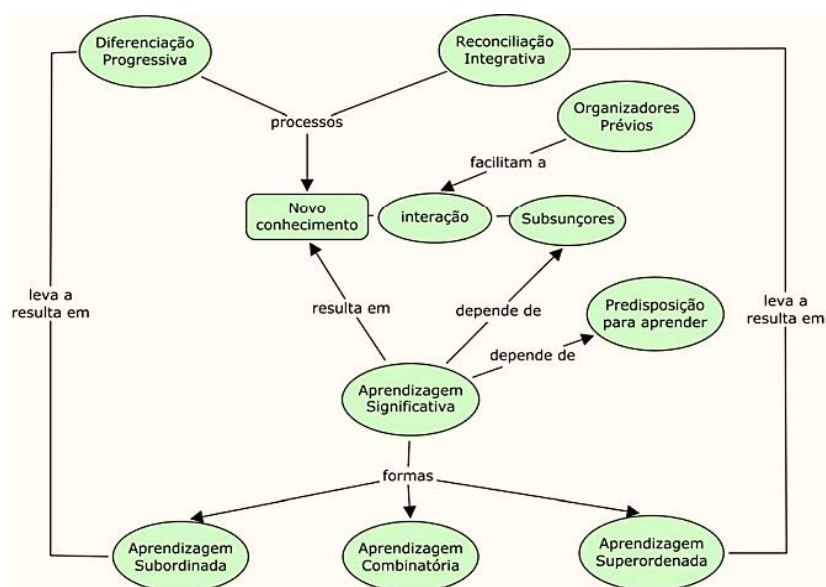 Diferenciação
Progressiva
Reconciliação
Integrativa
processos
Organizadores
Prévios
facilitam a
Novo
conhecimento
interação
Subsunçores
leva a
resulta em
resulta em
depende de
Predisposição
para aprender
leva a
resulta em
depende de
Aprendizagem
Significativa
formas
Aprendizagem
Subordinada
Aprendizagem
Combinatória
Aprendizagem
Superordenada